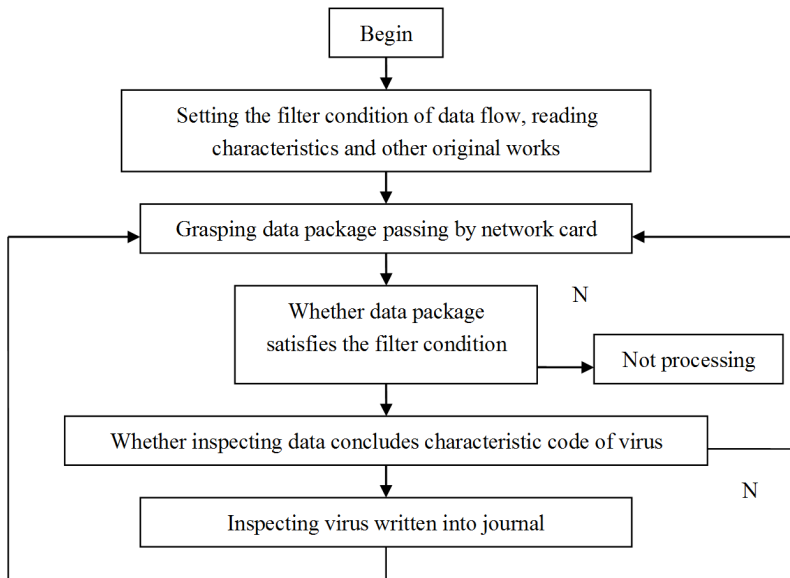 Begin
Setting the filter condition of data flow, reading
characteristics and other original works
Grasping data package passing by network card
Whether data package
satisfies the filter condition
N
Not processing
Whether inspecting data concludes characteristic code of virus
N
Inspecting virus written into journal